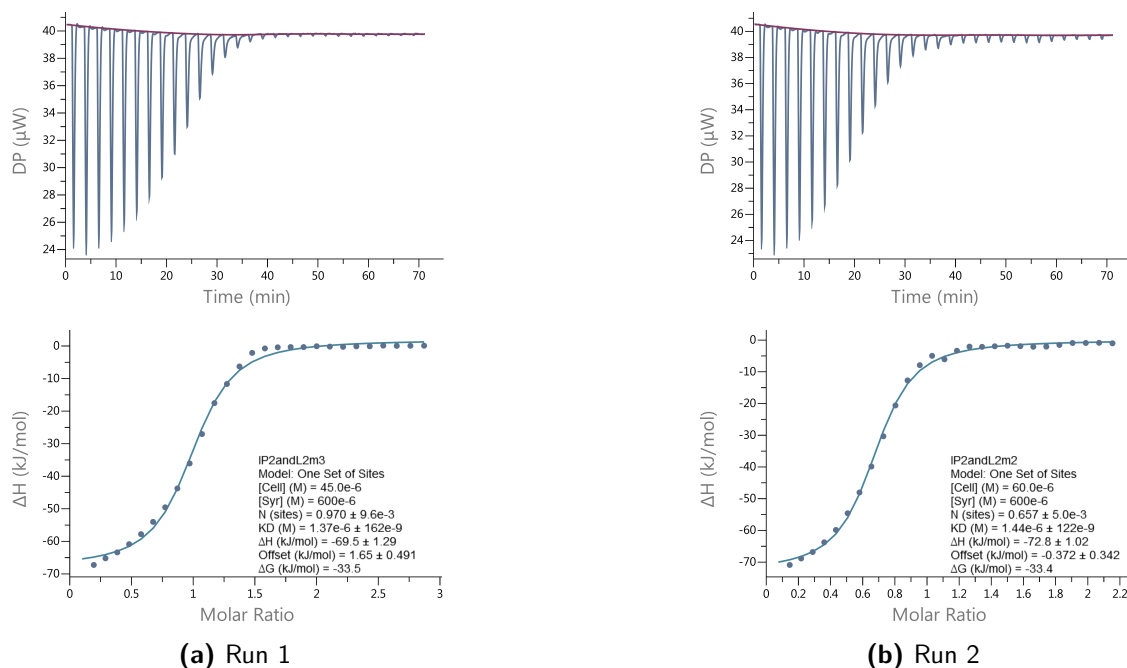 40
38
36
34
32
30
28
26
24
DP (µW)
0 10 20 30 40 50 60 70
Time (min)
0
-10
-20
-30
-40
-50
-60
-70
ΔH (kJ/mol)
IP2andL2m3
Model: One Set of Sites
[Cell] (M) = 45.0e-6
[Syr] (M) = 600e-6
N (sites) = 0.970 ± 9.6e-3
KD (M) = 1.37e-6 ± 162e-9
ΔH (kJ/mol) = -69.5 ± 1.29
Offset (kJ/mol) = 1.65 ± 0.491
ΔG (kJ/mol) = -33.5
0 0.5 1 1.5 2 2.5 3
Molar Ratio
(a) Run 1
40
38
36
34
32
30
28
26
24
DP (µW)
0 10 20 30 40 50 60 70
Time (min)
0
-10
-20
-30
-40
-50
-60
-70
ΔH (kJ/mol)
IP2andL2m2
Model: One Set of Sites
[Cell] (M) = 60.0e-6
[Syr] (M) = 600e-6
N (sites) = 0.657 ± 5.0e-3
KD (M) = 1.44e-6 ± 122e-9
ΔH (kJ/mol) = -72.8 ± 1.02
Offset (kJ/mol) = -0.372 ± 0.342
ΔG (kJ/mol) = -33.4
0 0.2 0.4 0.6 0.8 1 1.2 1.4 1.6 1.8 2 2.2
Molar Ratio
(b) Run 2